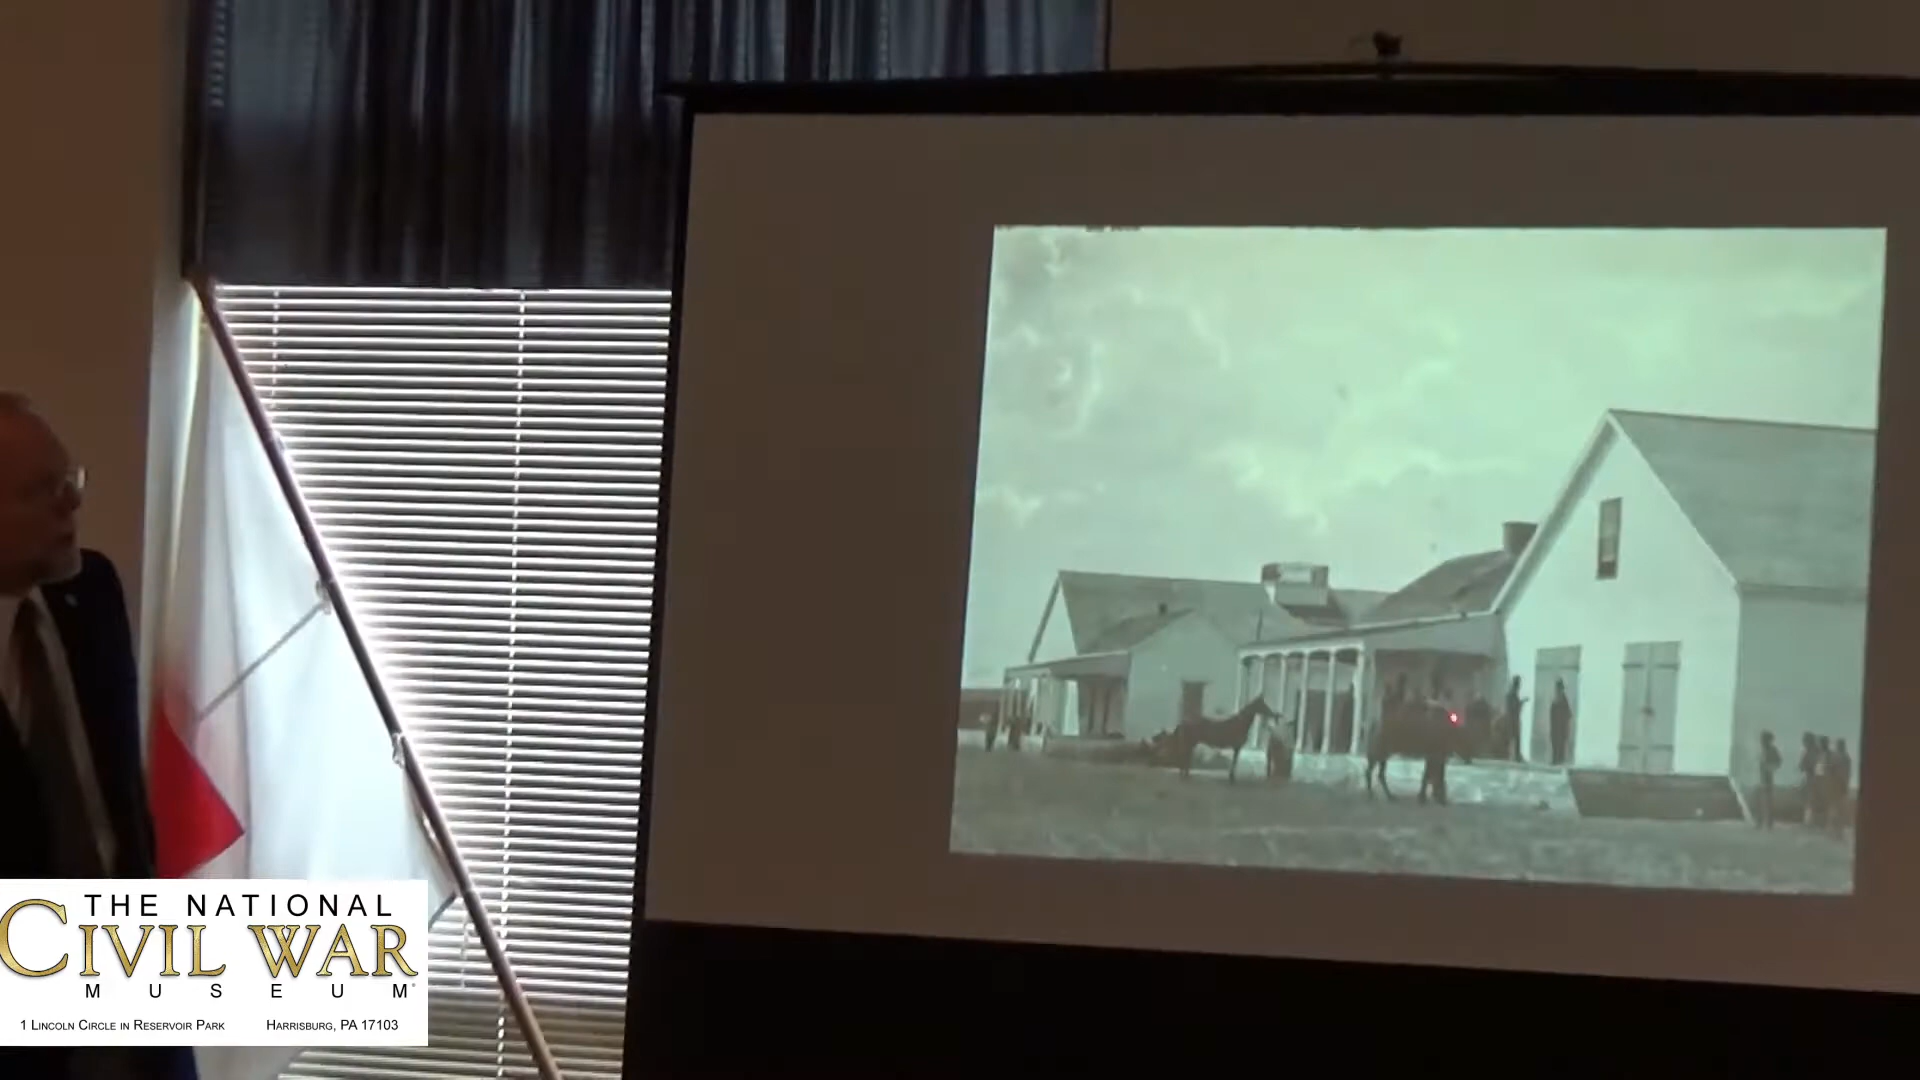 THE NATIONAL
CIVIL WAR
MUSEUM
1 LINCOLN CIRCLE IN RESERVOIR PARK HARRISBURG, PA 17103